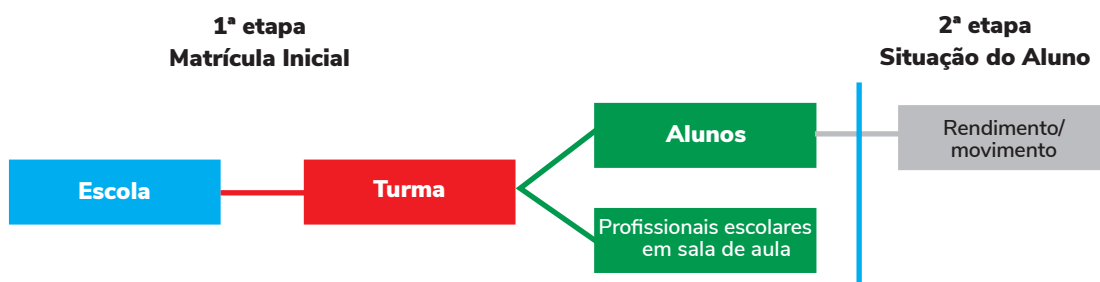 1ª etapa
Matrícula Inicial
2ª etapa
Situação do Aluno
Escola
Turma
Alunos
Profissionais escolares
em sala de aula
Rendimento/
movimento